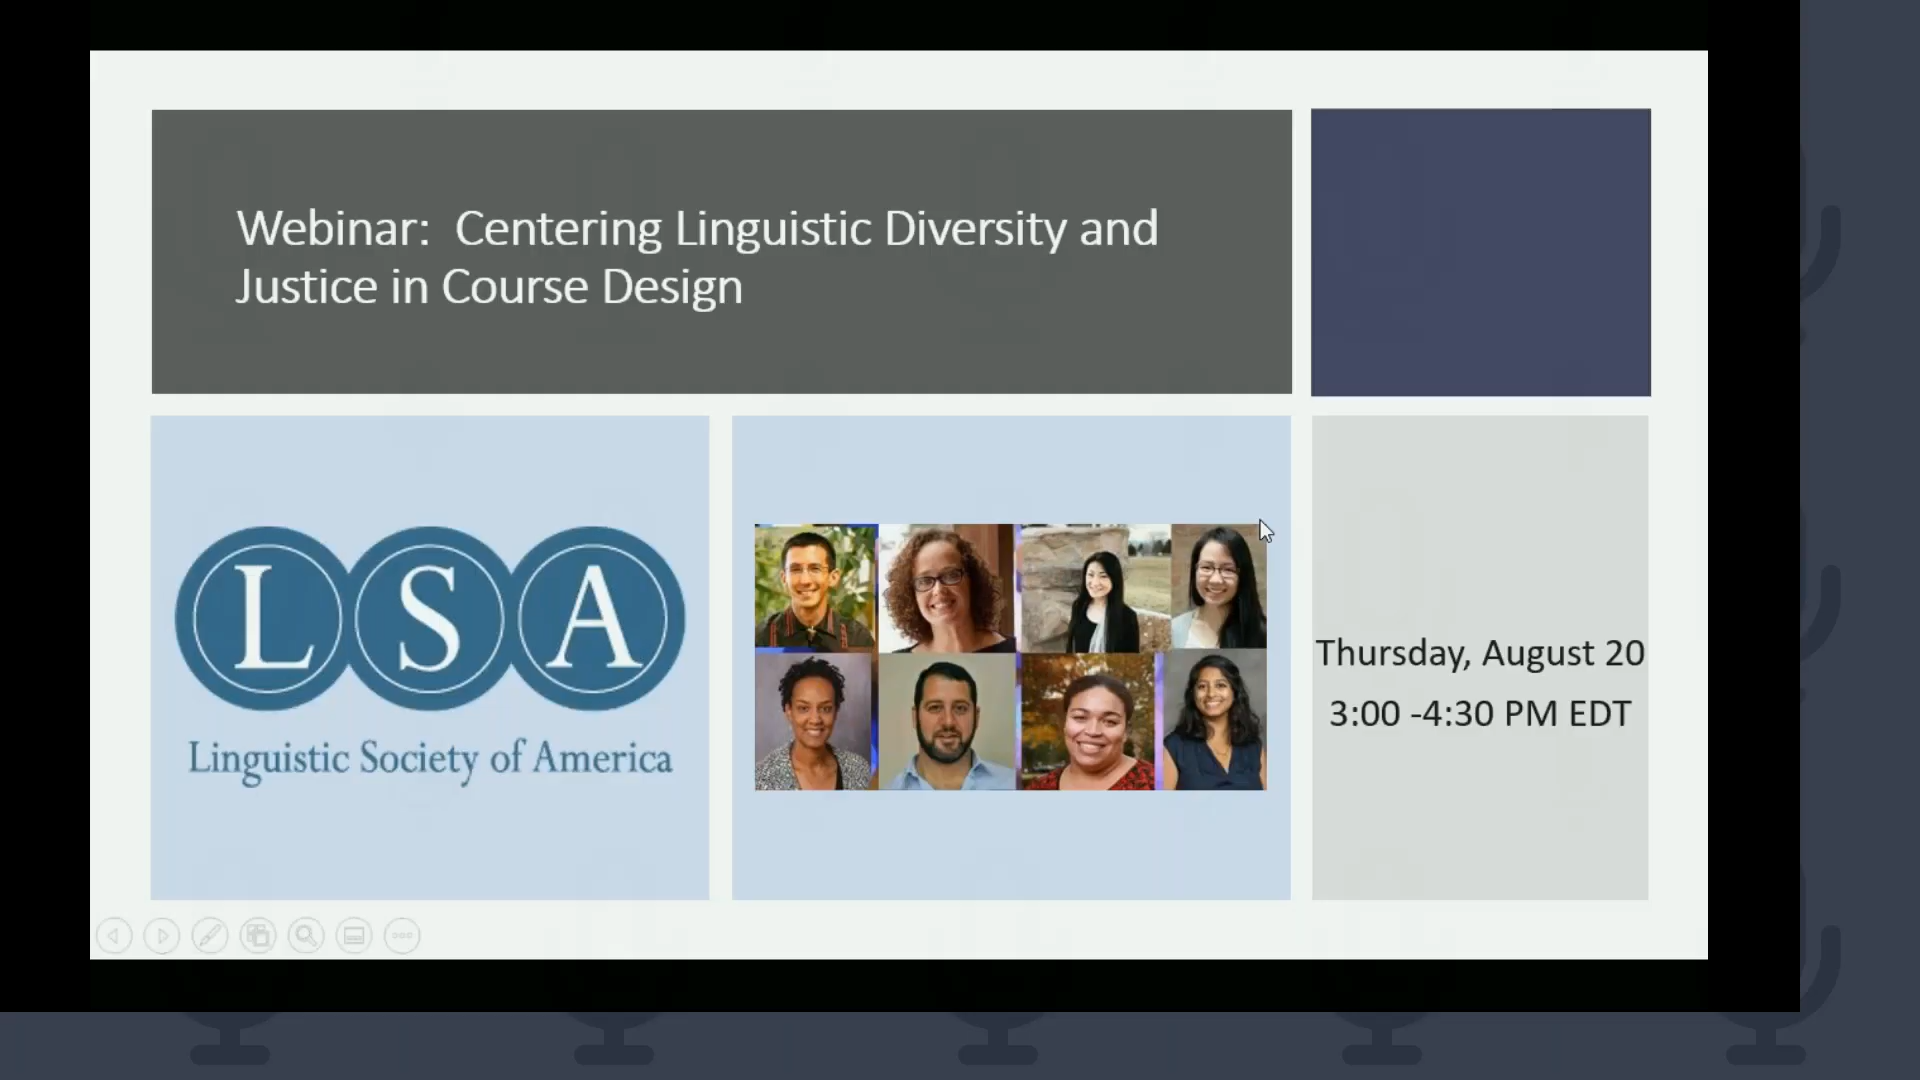 Webinar:  Centering Linguistic Diversity and
Justice in Course Design
LSA
Linguistic Society of America
Thursday, August 20
3:00 -4:30 PM EDT